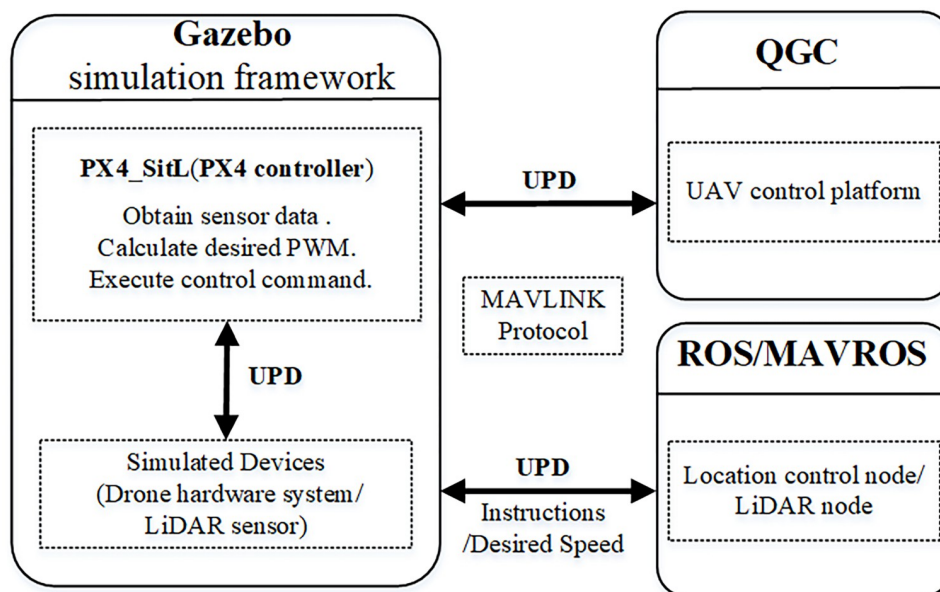 Gazebo
simulation framework
PX4_SitL(PX4 controller)
Obtain sensor data .
Calculate desired PWM.
Execute control command.
UPD
Simulated Devices
(Drone hardware system/
LiDAR sensor)
UPD
MAVLINK
Protocol
UPD
Instructions
/Desired Speed
QGC
UAV control platform
ROS/MAVROS
Location control node/
LiDAR node